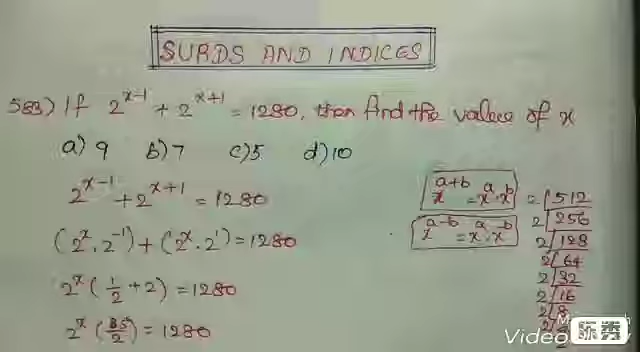 SURDS AND INDICES
583) If 2^{x-1} + 2^{x+1} = 1280, then find the value of x
a) 9 b) 7 c) 5 d) 10
2^{x-1} + 2^{x+1} = 1280
(2^x . 2^{-1}) + (2^x . 2^1) = 1280
2^x (1/2 + 2) = 1280
2^x (5/2) = 1280
x^{a+b} = x^a . x^b
x^{a-b} = x^a . x^{-b}
2 | 512
2 | 256
2 | 128
2 | 64
2 | 32
2 | 16
2 | 8
乐秀
Video